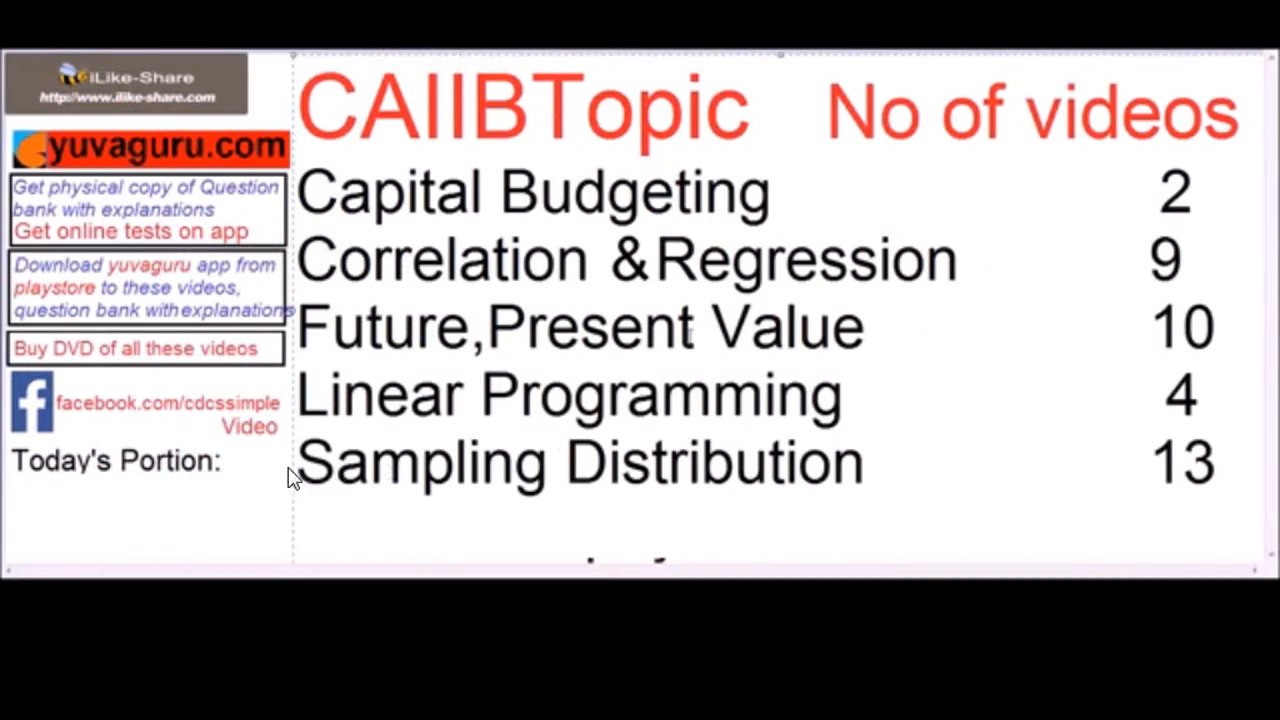 iLike-Share
http://www.ilike-share.com
yuvaguru.com
Get physical copy of Question
bank with explanations
Get online tests on app
Download yuvaguru app from
playstore to these videos,
question bank with explanations
Buy DVD of all these videos
facebook.com/cdcssimple
Video
Today's Portion:
CAIIBTopic No of videos
Capital Budgeting 2
Correlation &Regression 9
Future,Present Value 10
Linear Programming 4
Sampling Distribution 13